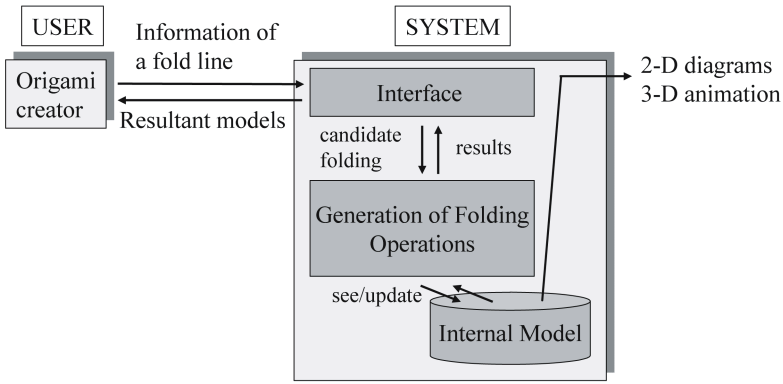 USER
SYSTEM
Information of
a fold line
Origami
creator
Resultant models
Interface
2-D diagrams
3-D animation
candidate
folding
results
Generation of Folding
Operations
see/update
Internal Model